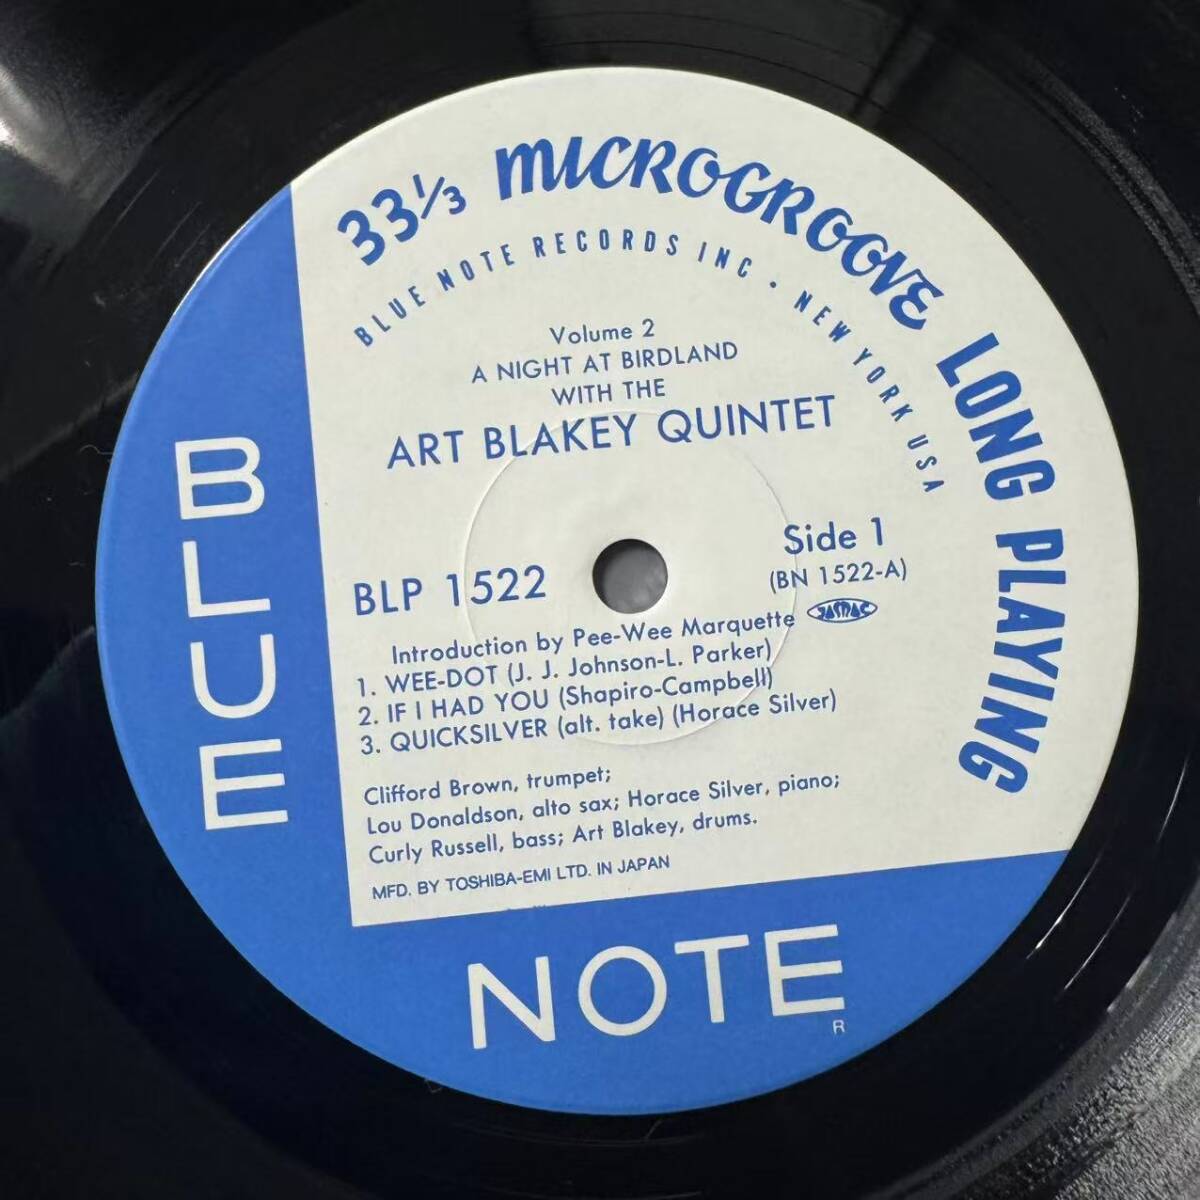 33⅓ MICROGROOVE LONG PLAYING
BLUE NOTE RECORDS INC · NEW YORK USA
Volume 2
A NIGHT AT BIRDLAND
WITH THE
ART BLAKEY QUINTET
Side 1
BLP 1522
(BN 1522-A)
JASRAC
Introduction by Pee-Wee Marquette
1. WEE-DOT (J. J. Johnson-L. Parker)
2. IF I HAD YOU (Shapiro-Campbell)
3. QUICKSILVER (alt. take) (Horace Silver)
Clifford Brown, trumpet;
Lou Donaldson, alto sax; Horace Silver, piano;
Curly Russell, bass; Art Blakey, drums.
MFD. BY TOSHIBA-EMI LTD. IN JAPAN
BLUE
NOTE
R